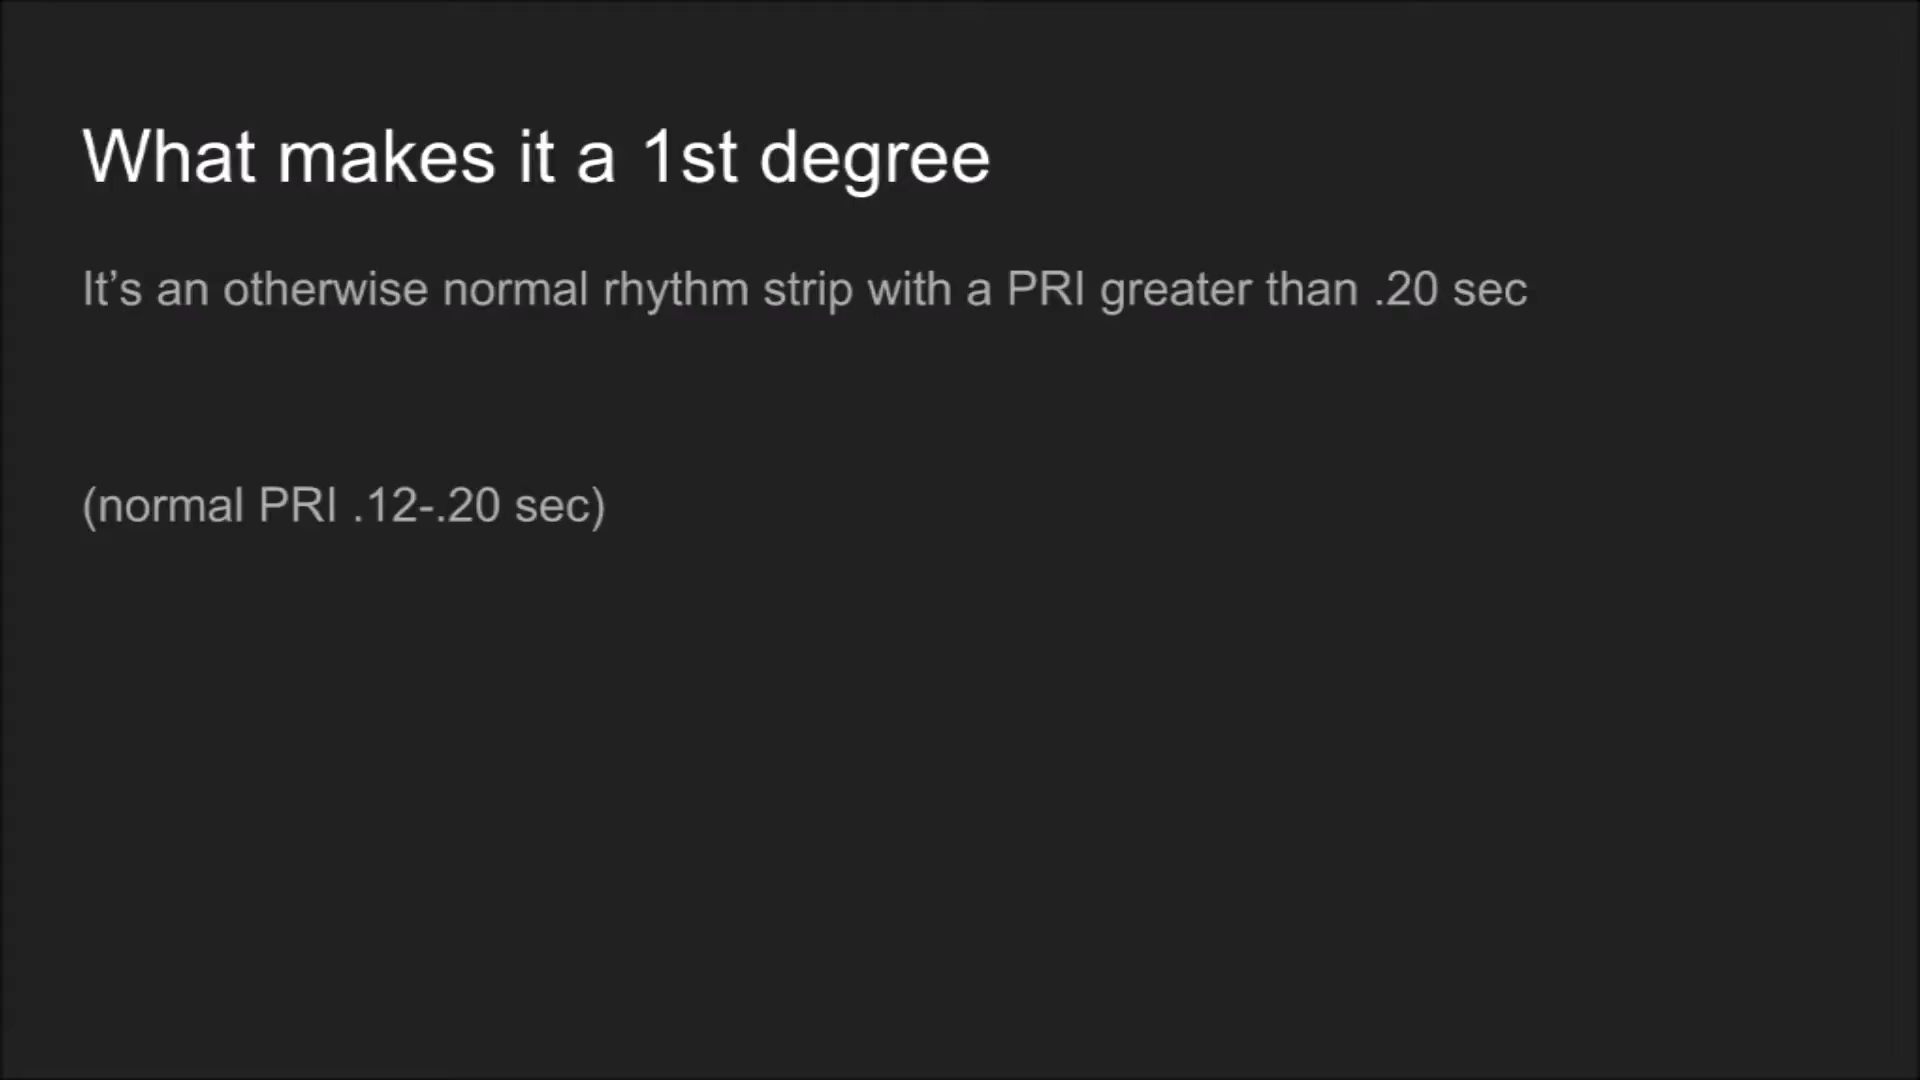 What makes it a 1st degree
It’s an otherwise normal rhythm strip with a PRI greater than .20 sec
(normal PRI .12-.20 sec)